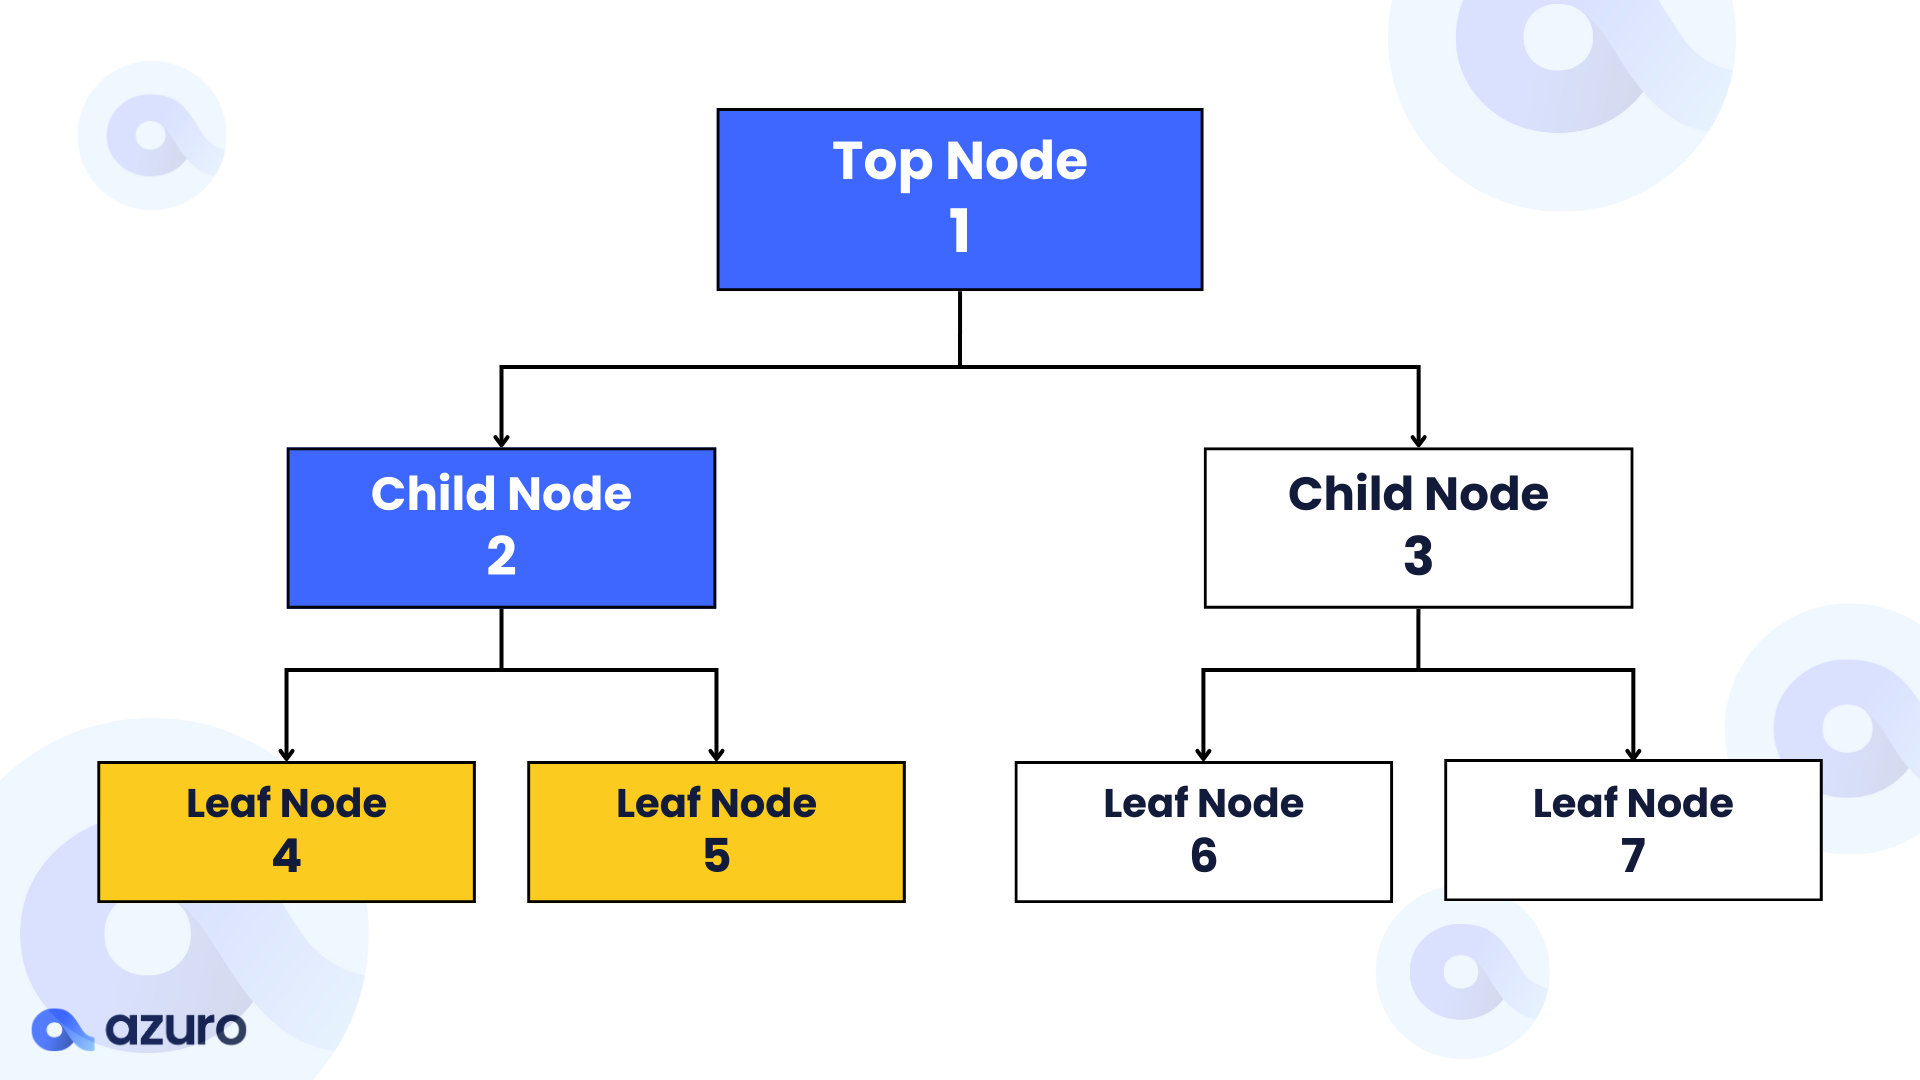 Top Node
1
Child Node
2
Child Node
3
Leaf Node
4
Leaf Node
5
Leaf Node
6
Leaf Node
7
azuro